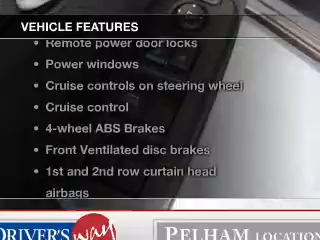 VEHICLE FEATURES
• Remote power door locks
• Power windows
• Cruise controls on steering wheel
• Cruise control
• 4-wheel ABS Brakes
• Front Ventilated disc brakes
• 1st and 2nd row curtain head
airbags
DRIVER'S way
PELHAM LOCATION